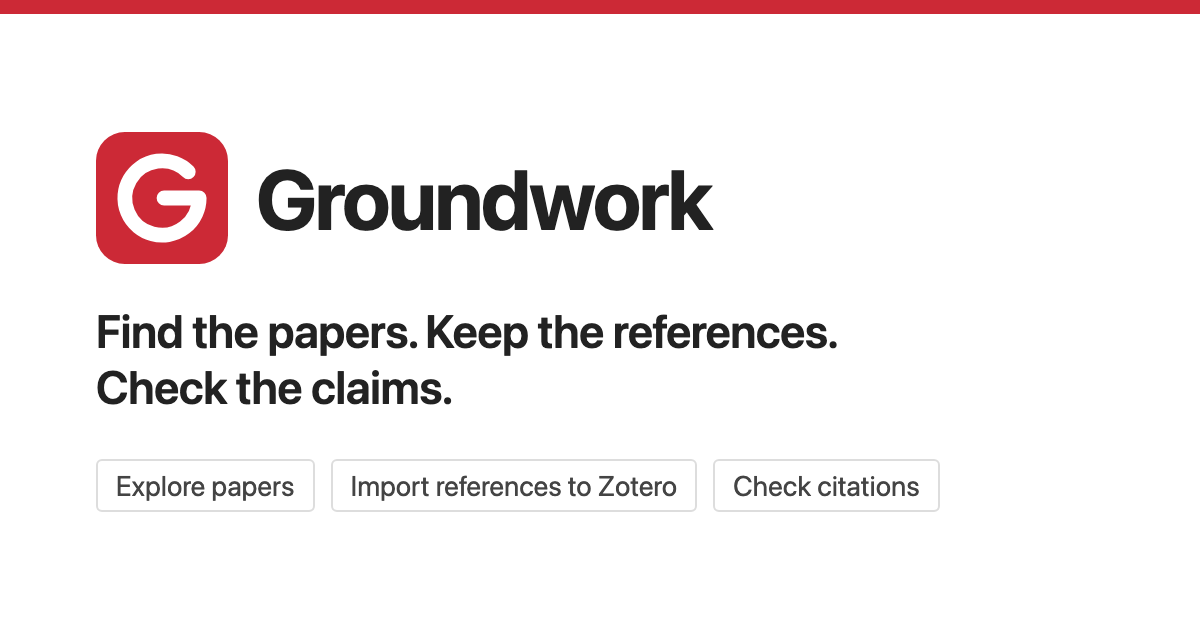 G
Groundwork
Find the papers. Keep the references.
Check the claims.
Explore papers
Import references to Zotero
Check citations